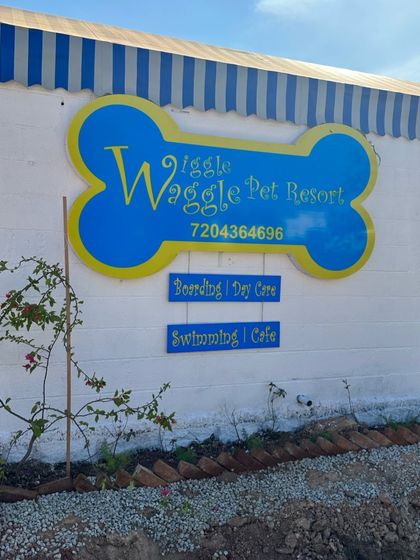 Wiggle
Waggle Pet Resort
7204364696
Boarding | Day Care
Swimming | Cafe